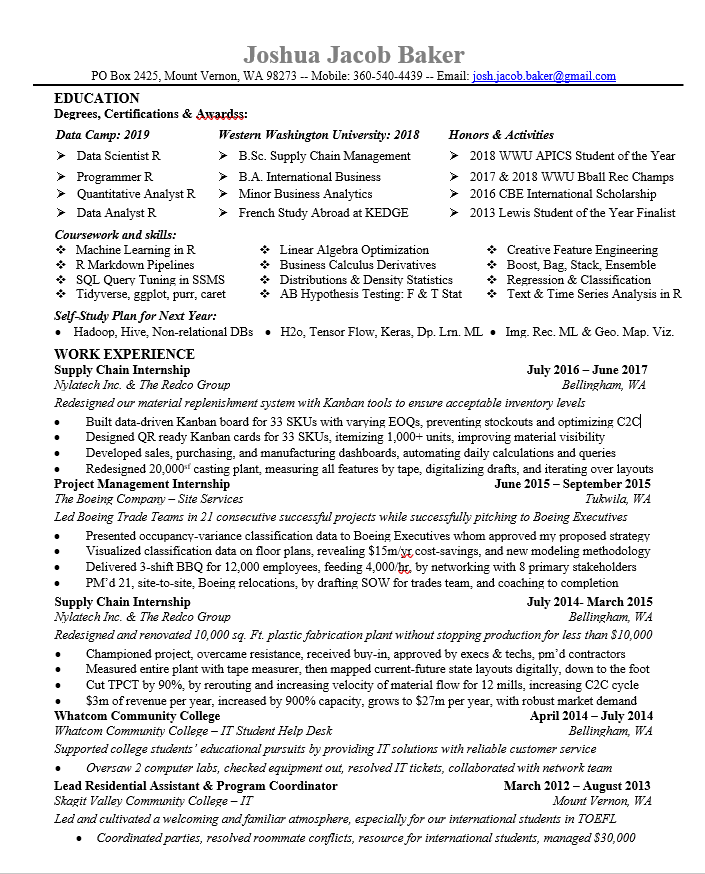 Joshua Jacob Baker
PO Box 2425, Mount Vernon, WA 98273 -- Mobile: 360-540-4439 -- Email: josh.jacob.baker@gmail.com
EDUCATION
Degrees, Certifications & Awardss:
Data Camp: 2019 Western Washington University: 2018 Honors & Activities
➢ Data Scientist R ➢ B.Sc. Supply Chain Management ➢ 2018 WWU APICS Student of the Year
➢ Programmer R ➢ B.A. International Business ➢ 2017 & 2018 WWU Bball Rec Champs
➢ Quantitative Analyst R ➢ Minor Business Analytics ➢ 2016 CBE International Scholarship
➢ Data Analyst R ➢ French Study Abroad at KEDGE ➢ 2013 Lewis Student of the Year Finalist
Coursework and skills:
❖ Machine Learning in R ❖ Linear Algebra Optimization ❖ Creative Feature Engineering
❖ R Markdown Pipelines ❖ Business Calculus Derivatives ❖ Boost, Bag, Stack, Ensemble
❖ SQL Query Tuning in SSMS ❖ Distributions & Density Statistics ❖ Regression & Classification
❖ Tidyverse, ggplot, purr, caret ❖ AB Hypothesis Testing: F & T Stat ❖ Text & Time Series Analysis in R
Self-Study Plan for Next Year:
• Hadoop, Hive, Non-relational DBs • H2o, Tensor Flow, Keras, Dp. Lrn. ML • Img. Rec. ML & Geo. Map. Viz.
WORK EXPERIENCE
Supply Chain Internship July 2016 – June 2017
Nylatech Inc. & The Redco Group Bellingham, WA
Redesigned our material replenishment system with Kanban tools to ensure acceptable inventory levels
• Built data-driven Kanban board for 33 SKUs with varying EOQs, preventing stockouts and optimizing C2C
• Designed QR ready Kanban cards for 33 SKUs, itemizing 1,000+ units, improving material visibility
• Developed sales, purchasing, and manufacturing dashboards, automating daily calculations and queries
• Redesigned 20,000sf casting plant, measuring all features by tape, digitalizing drafts, and iterating over layouts
Project Management Internship June 2015 – September 2015
The Boeing Company – Site Services Tukwila, WA
Led Boeing Trade Teams in 21 consecutive successful projects while successfully pitching to Boeing Executives
• Presented occupancy-variance classification data to Boeing Executives whom approved my proposed strategy
• Visualized classification data on floor plans, revealing $15m/yr cost-savings, and new modeling methodology
• Delivered 3-shift BBQ for 12,000 employees, feeding 4,000/hr, by networking with 8 primary stakeholders
• PM’d 21, site-to-site, Boeing relocations, by drafting SOW for trades team, and coaching to completion
Supply Chain Internship July 2014- March 2015
Nylatech Inc. & The Redco Group Bellingham, WA
Redesigned and renovated 10,000 sq. Ft. plastic fabrication plant without stopping production for less than $10,000
• Championed project, overcame resistance, received buy-in, approved by execs & techs, pm’d contractors
• Measured entire plant with tape measurer, then mapped current-future state layouts digitally, down to the foot
• Cut TPCT by 90%, by rerouting and increasing velocity of material flow for 12 mills, increasing C2C cycle
• $3m of revenue per year, increased by 900% capacity, grows to $27m per year, with robust market demand
Whatcom Community College April 2014 – July 2014
Whatcom Community College – IT Student Help Desk Bellingham, WA
Supported college students’ educational pursuits by providing IT solutions with reliable customer service
• Oversaw 2 computer labs, checked equipment out, resolved IT tickets, collaborated with network team
Lead Residential Assistant & Program Coordinator March 2012 – August 2013
Skagit Valley Community College – IT Mount Vernon, WA
Led and cultivated a welcoming and familiar atmosphere, especially for our international students in TOEFL
• Coordinated parties, resolved roommate conflicts, resource for international students, managed $30,000